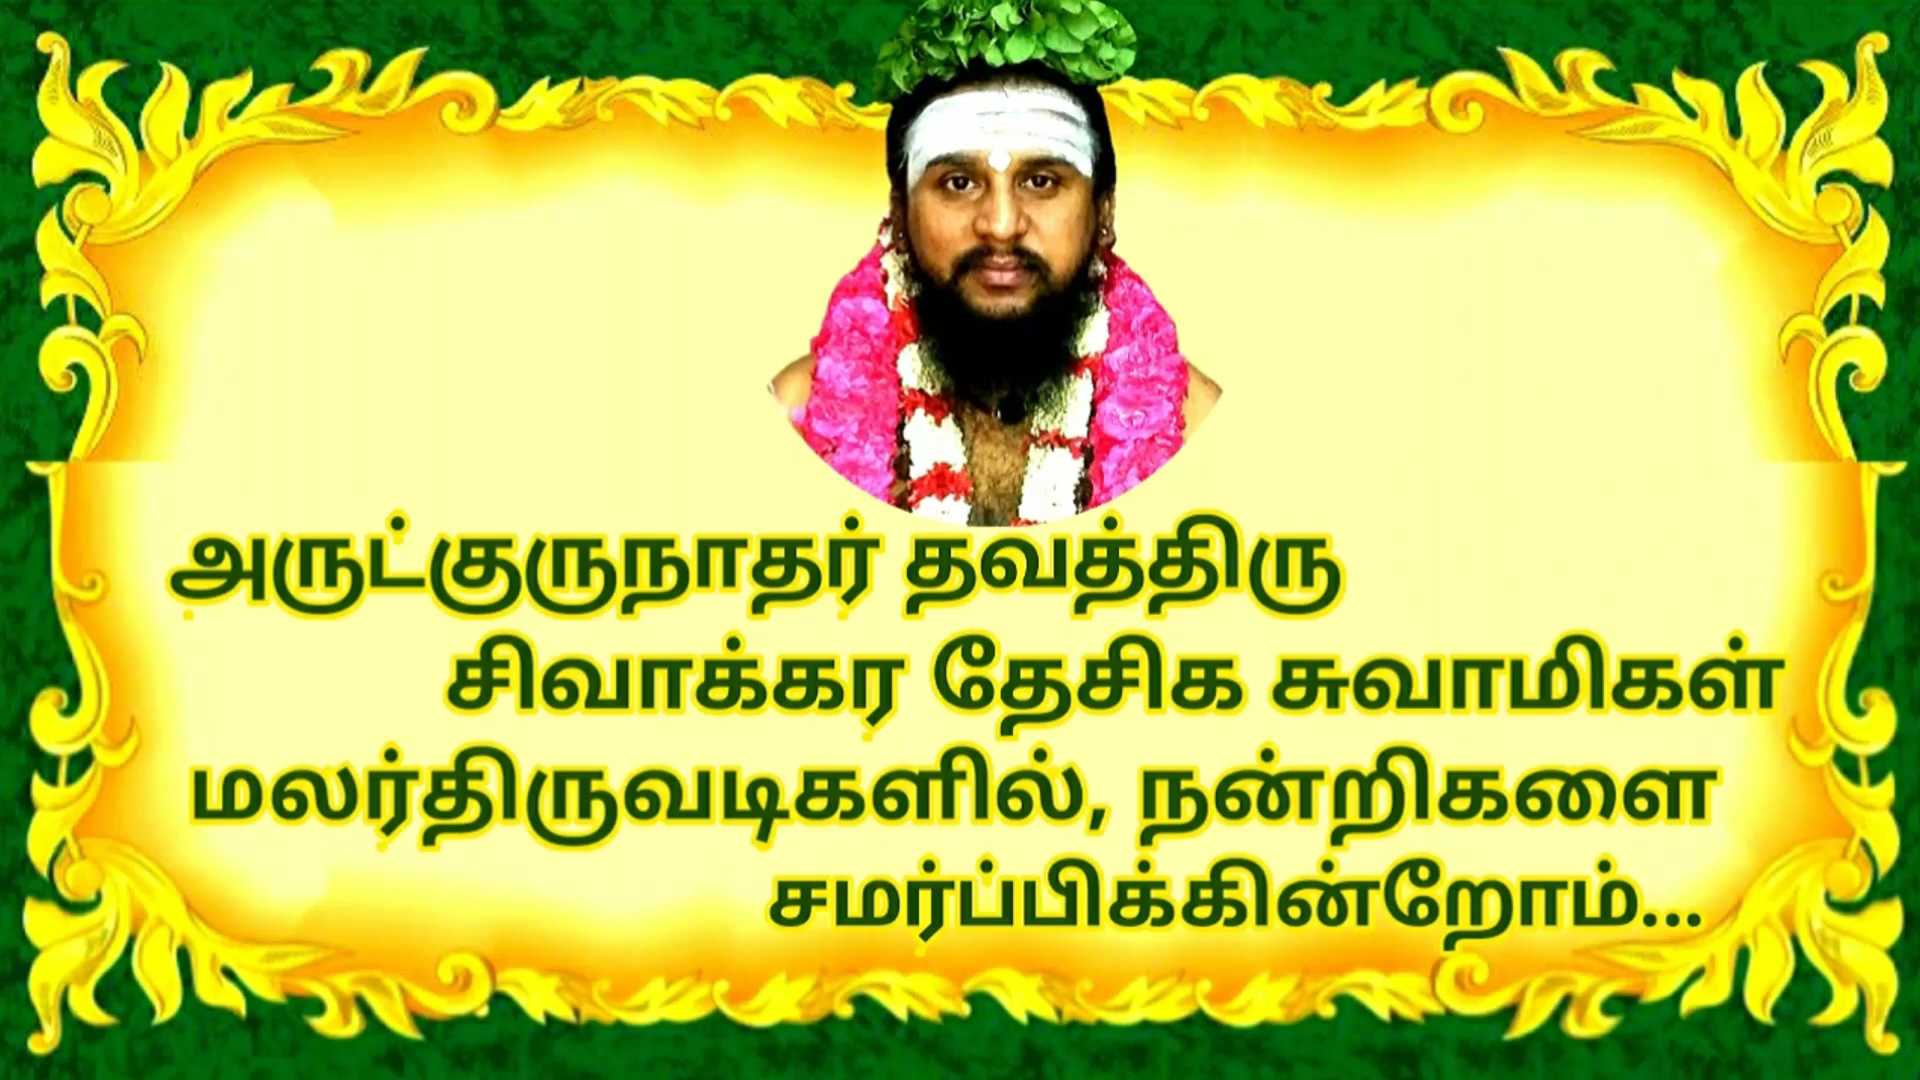 அருட்குருநாதர் தவத்திரு
சிவாக்கர தேசிக சுவாமிகள்
மலர்திருவடிகளில், நன்றிகளை
சமர்ப்பிக்கின்றோம்...